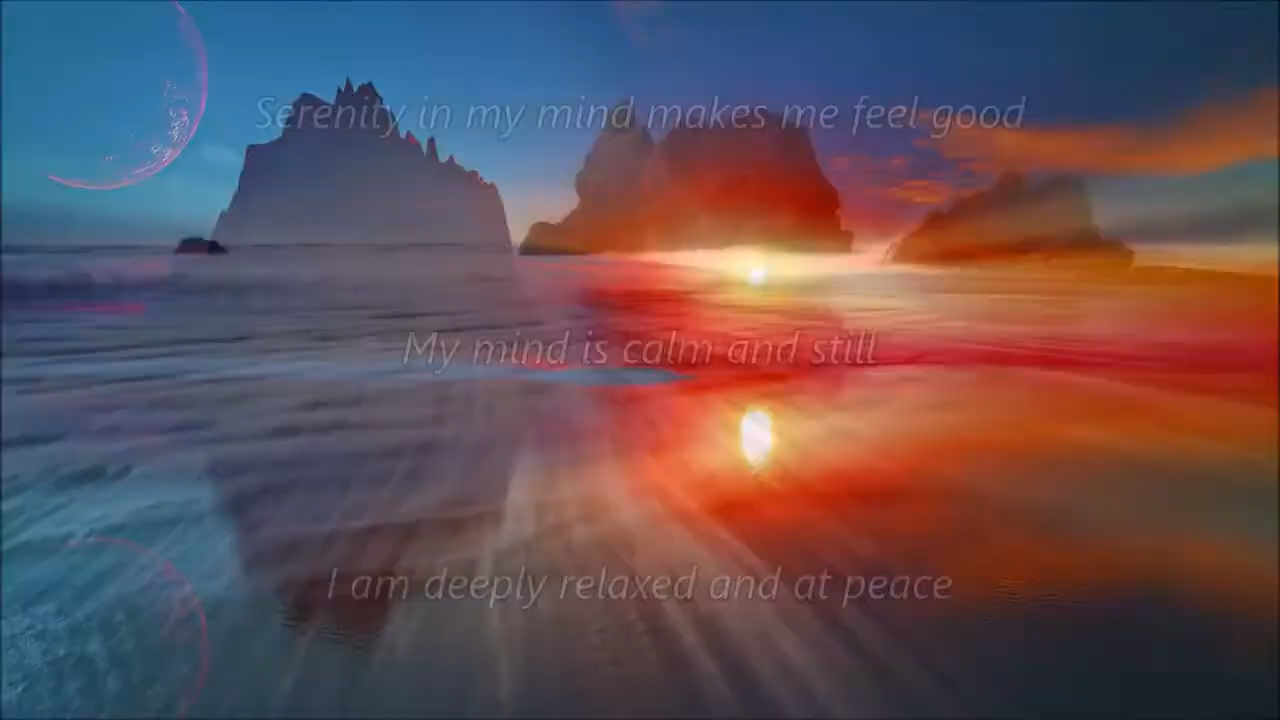 Serenity in my mind makes me feel good
My mind is calm and still
I am deeply relaxed and at peace